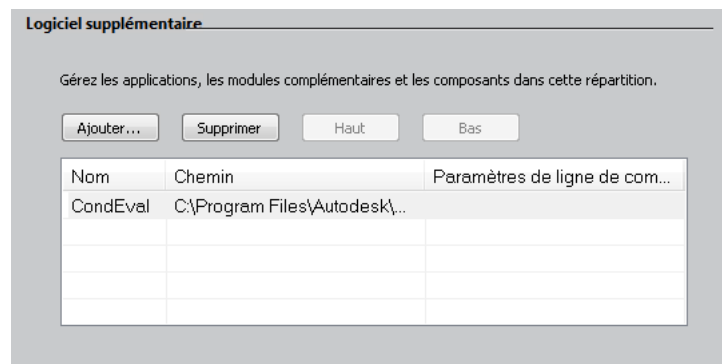 Logiciel supplémentaire
Gérez les applications, les modules complémentaires et les composants dans cette répartition.
Ajouter... Supprimer Haut Bas
Nom Chemin Paramètres de ligne de com...
CondEval C:\Program Files\Autodesk\...